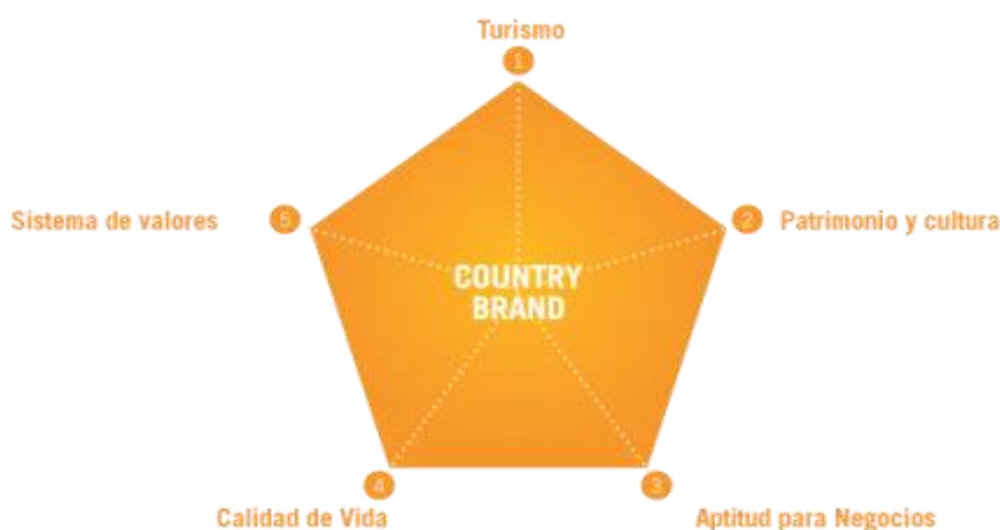 Turismo
1
Sistema de valores
5
2
Patrimonio y cultura
COUNTRY
BRAND
4
3
Calidad de Vida
Aptitud para Negocios